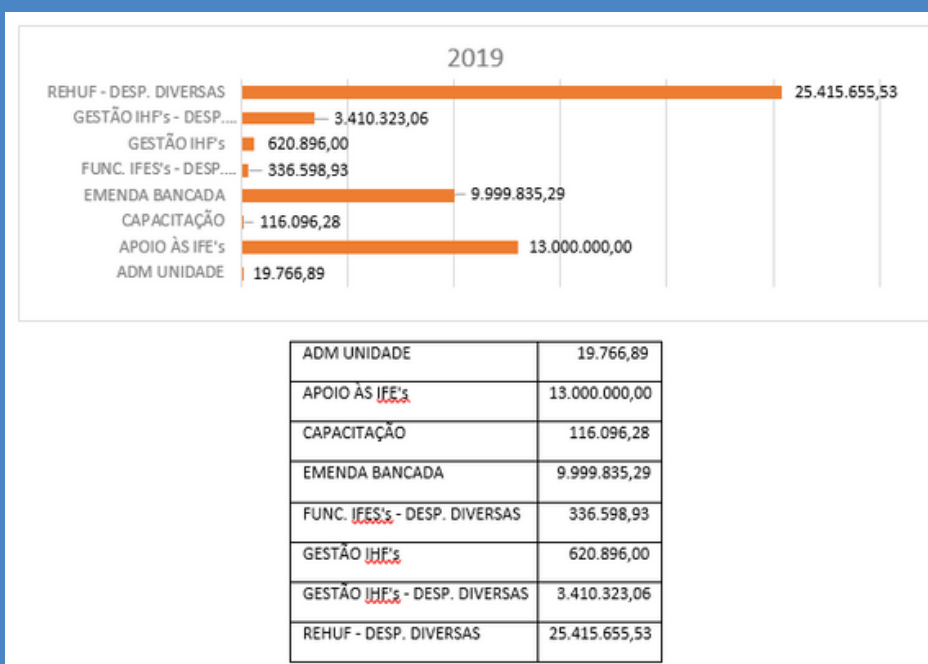 2019
REHUF - DESP. DIVERSAS 25.415.655,53
GESTÃO IHF's - DESP.... 3.410.323,06
GESTÃO IHF's 620.896,00
FUNC. IFES's - DESP.... 336.598,93
EMENDA BANCADA 9.999.835,29
CAPACITAÇÃO 116.096,28
APOIO ÀS IFE's 13.000.000,00
ADM UNIDADE 19.766,89
ADM UNIDADE 19.766,89
APOIO ÀS IFE's 13.000.000,00
CAPACITAÇÃO 116.096,28
EMENDA BANCADA 9.999.835,29
FUNC. IFES's - DESP. DIVERSAS 336.598,93
GESTÃO IHF's 620.896,00
GESTÃO IHF's - DESP. DIVERSAS 3.410.323,06
REHUF - DESP. DIVERSAS 25.415.655,53